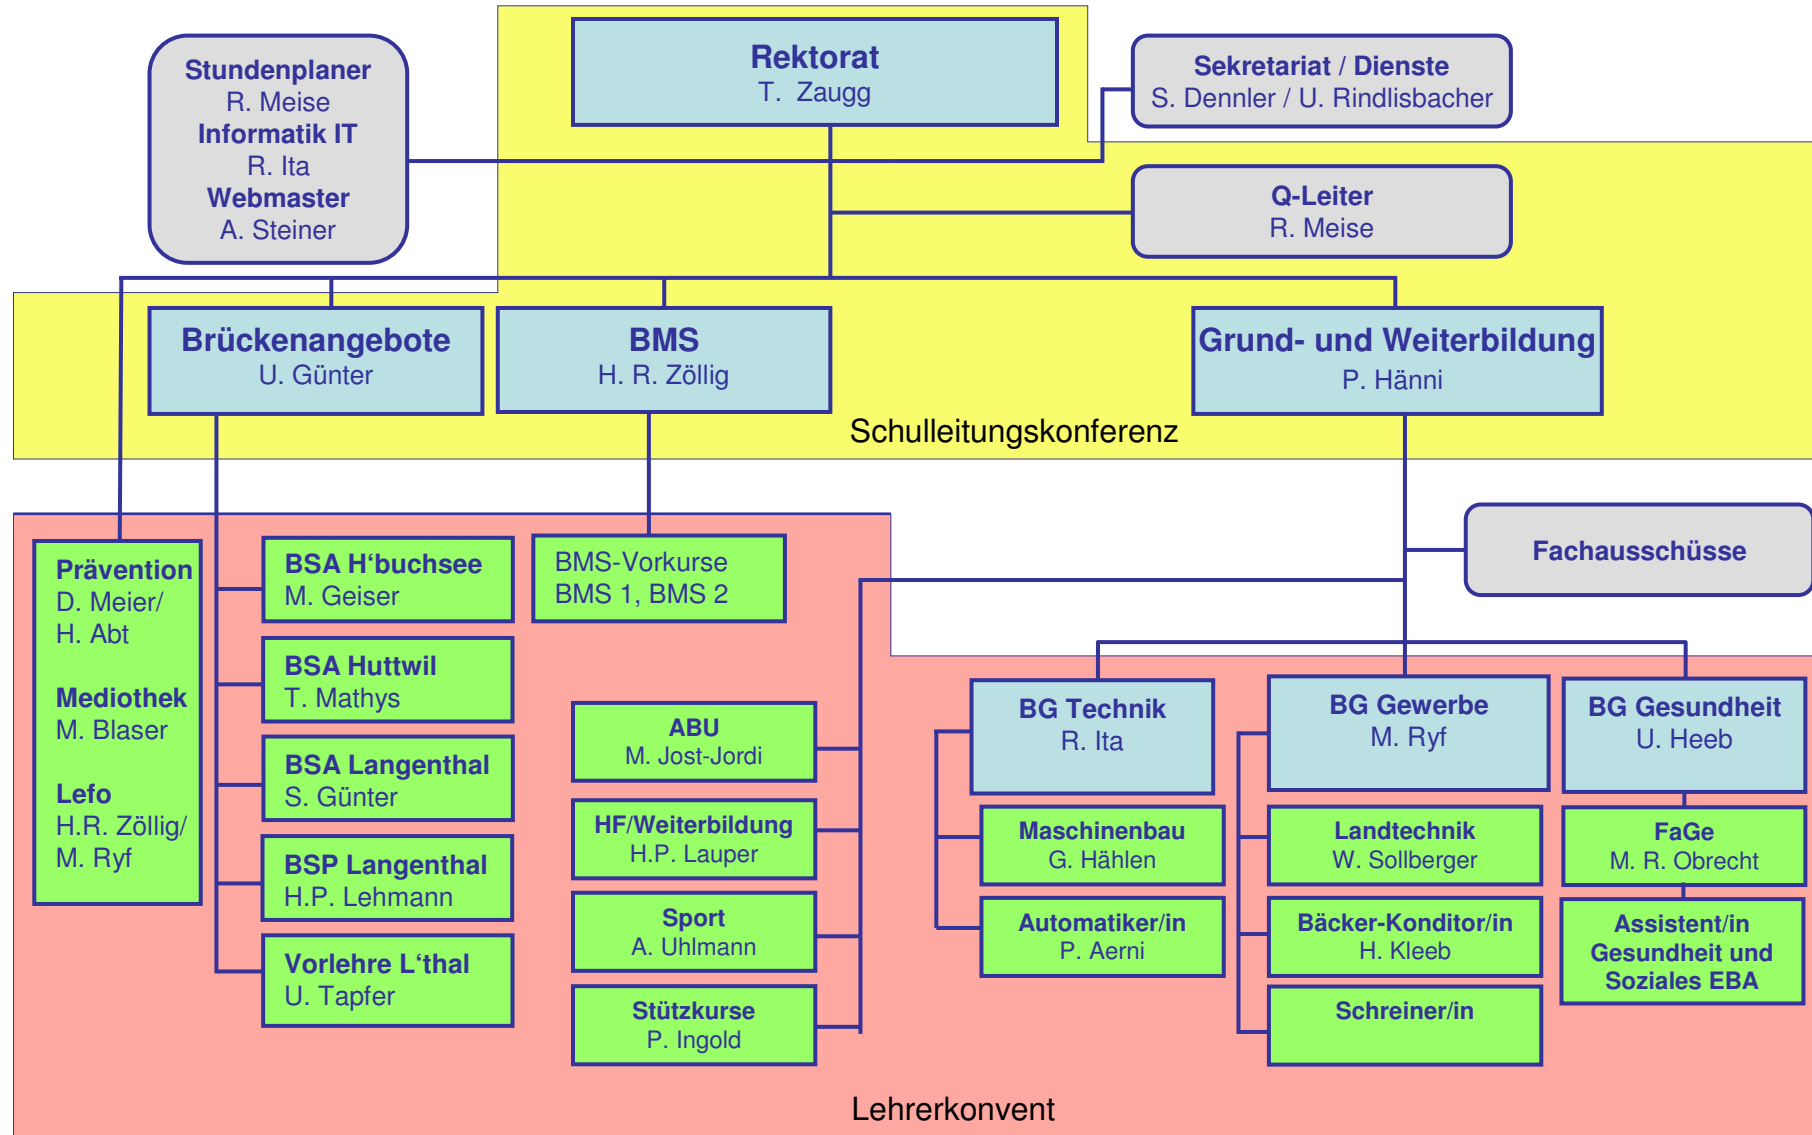 Stundenplaner
R. Meise
Informatik IT
R. Ita
Webmaster
A. Steiner
Rektorat
T. Zaugg
Sekretariat / Dienste
S. Dennler / U. Rindlisbacher
Q-Leiter
R. Meise
Brückenangebote
U. Günter
BMS
H. R. Zöllig
Grund- und Weiterbildung
P. Hänni
Schulleitungskonferenz
Fachausschüsse
Prävention
D. Meier/
H. Abt
Mediothek
M. Blaser
Lefo
H.R. Zöllig/
M. Ryf
BSA H‘buchsee
M. Geiser
BSA Huttwil
T. Mathys
BSA Langenthal
S. Günter
BSP Langenthal
H.P. Lehmann
Vorlehre L‘thal
U. Tapfer
BMS-Vorkurse
BMS 1, BMS 2
ABU
M. Jost-Jordi
HF/Weiterbildung
H.P. Lauper
Sport
A. Uhlmann
Stützkurse
P. Ingold
BG Technik
R. Ita
Maschinenbau
G. Hählen
Automatiker/in
P. Aerni
BG Gewerbe
M. Ryf
Landtechnik
W. Sollberger
Bäcker-Konditor/in
H. Kleeb
Schreiner/in
BG Gesundheit
U. Heeb
FaGe
M. R. Obrecht
Assistent/in
Gesundheit und
Soziales EBA
Lehrerkonvent